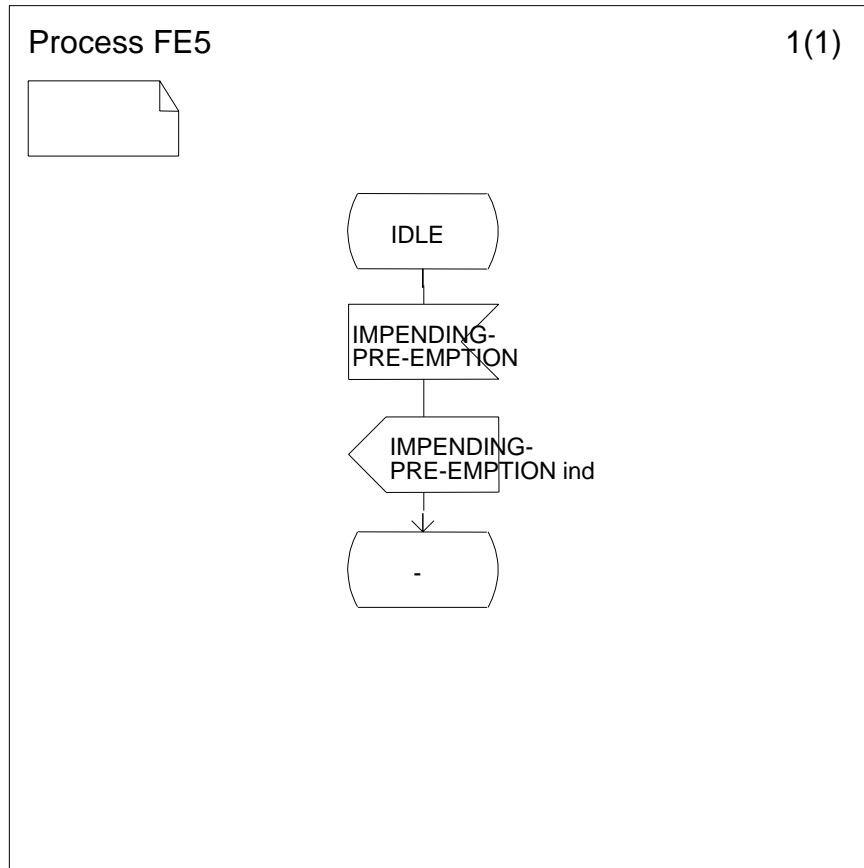 Process FE5
1(1)
IDLE
IMPENDING-
PRE-EMPTION
IMPENDING-
PRE-EMPTION ind
-